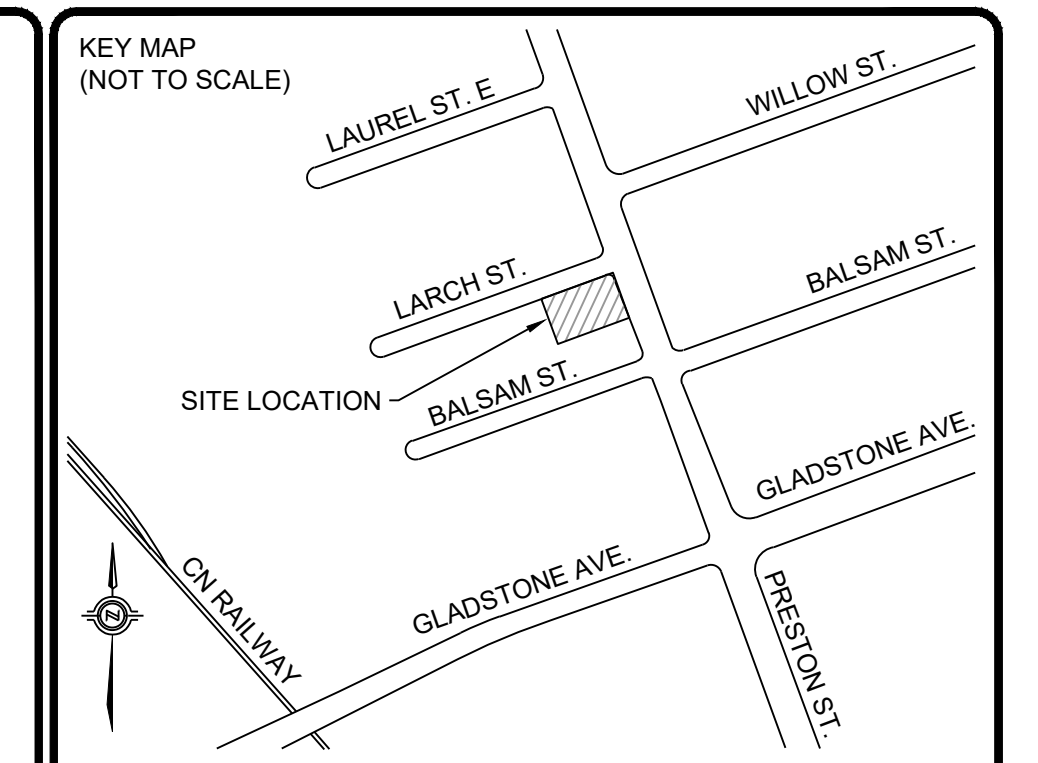 KEY MAP
(NOT TO SCALE)
LAUREL ST. E
WILLOW ST.
LARCH ST.
BALSAM ST.
SITE LOCATION
BALSAM ST.
GLADSTONE AVE.
GLADSTONE AVE.
CN RAILWAY
PRESTON ST.
N